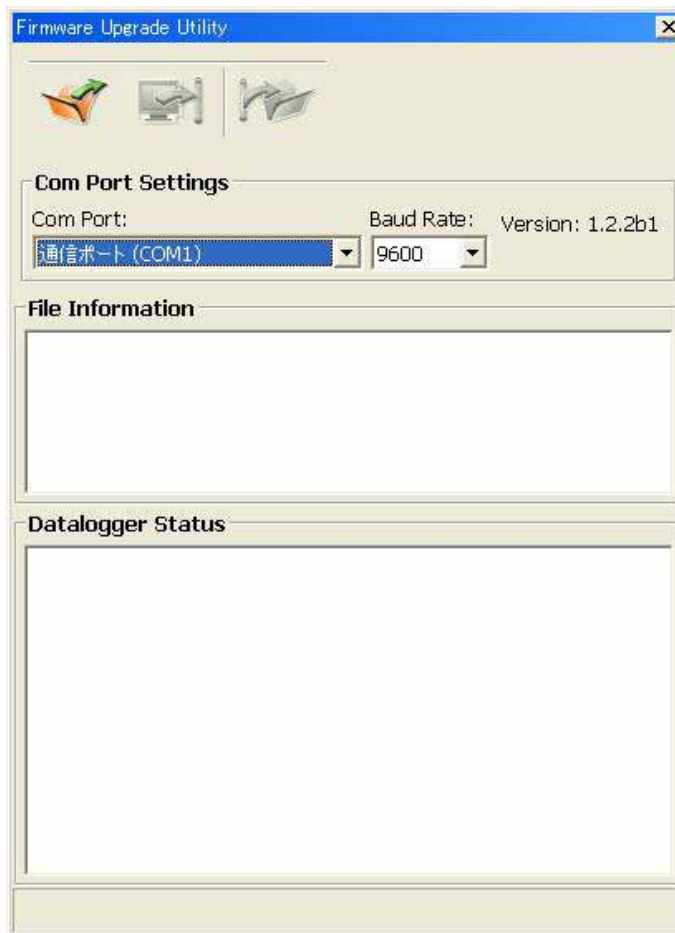 Firmware Upgrade Utility
Com Port Settings
Com Port: Baud Rate: Version: 1.2.2b1
通信ポート (COM1) 9600
File Information
Datalogger Status